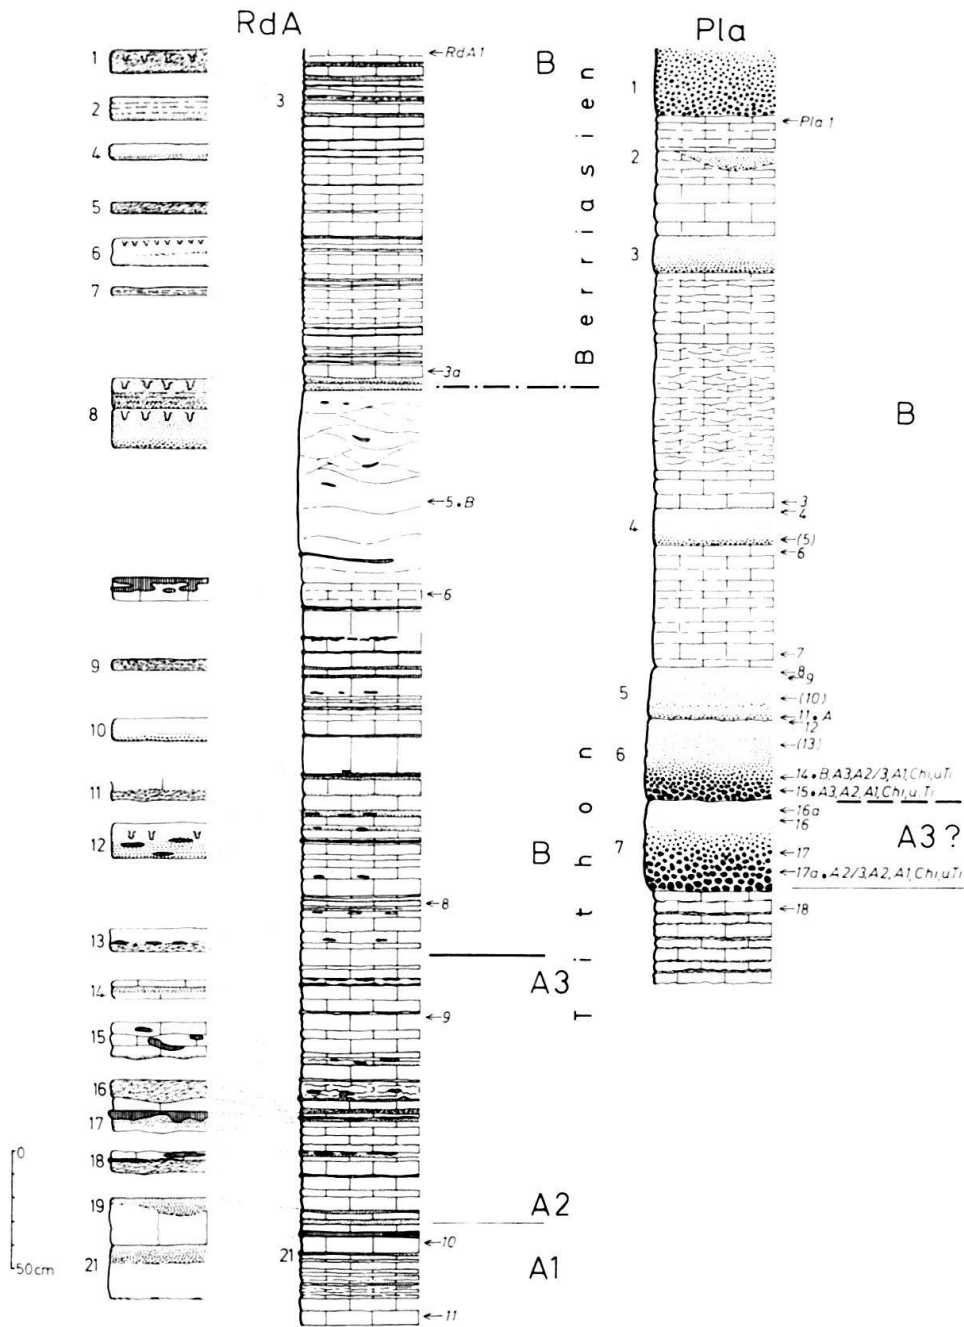 RdA
Pla
1
2
4
5
6
7
8
9
10
11
12
13
14
15
16
17
18
19
21
0
50cm
3
21
←RdA1
←3a
←5•B
←6
←8
←9
←10
←11
B
B
A3
A2
A1
Berriasien
Tithon
1
2
3
4
5
6
7
←Pla 1
←3
←4
←(5)
←6
←7
←8
←9
←(10)
←11•A
←12
←(13)
←14•B,A3,A2/3,A1,Chi,uTi
←15•A3,A2,A1,Chi,u.Ti
←16a
←16
←17
←17a•A2/3,A2,A1,Chi,uTi
←18
B
A3?